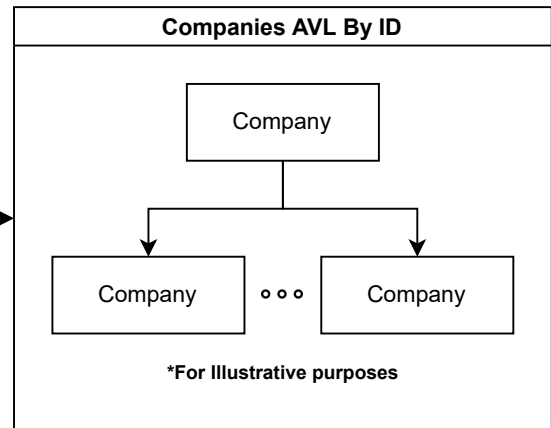 Companies AVL By ID
Company
Company
Company
*For Illustrative purposes